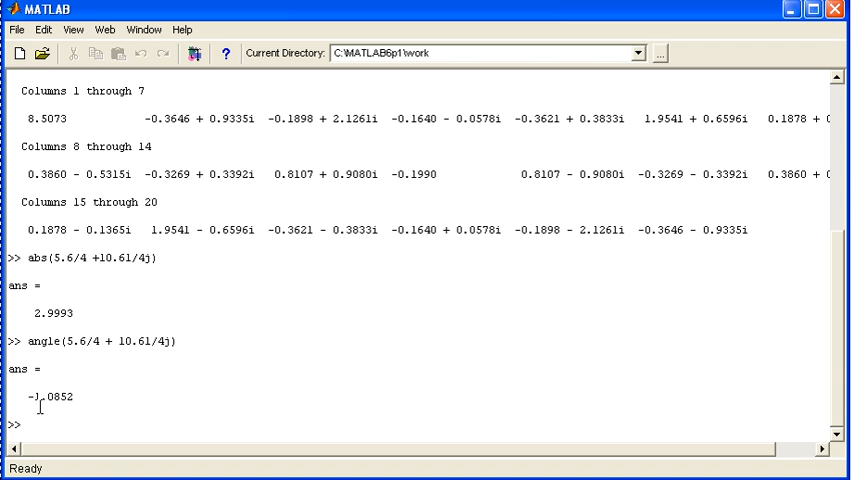 MATLAB
File Edit View Web Window Help
Current Directory: C:\MATLAB6p1\work
Columns 1 through 7
8.5073 -0.3646 + 0.9335i -0.1898 + 2.1261i -0.1640 - 0.0578i -0.3621 + 0.3833i 1.9541 + 0.6596i 0.1878 + 0
Columns 8 through 14
0.3860 - 0.5315i -0.3269 + 0.3392i 0.8107 + 0.9080i -0.1990 0.8107 - 0.9080i -0.3269 - 0.3392i 0.3860 + 0
Columns 15 through 20
0.1878 - 0.1365i 1.9541 - 0.6596i -0.3621 - 0.3833i -0.1640 + 0.0578i -0.1898 - 2.1261i -0.3646 - 0.9335i
>> abs(5.6/4 +10.61/4j)
ans =
2.9993
>> angle(5.6/4 + 10.61/4j)
ans =
-1.0852
>>
Ready